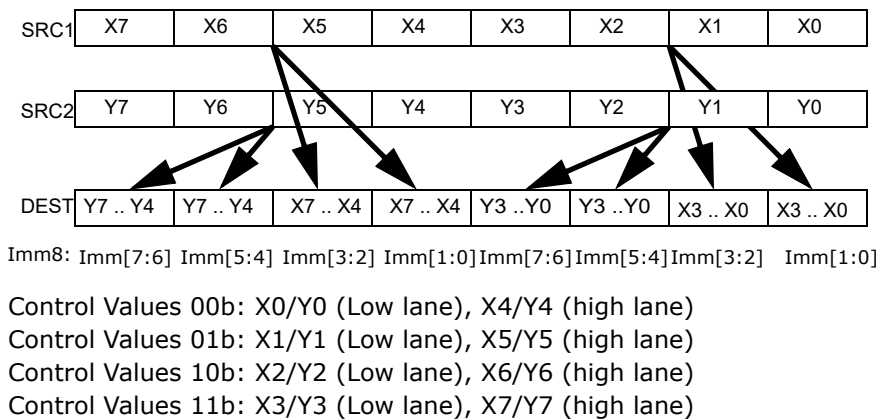 SRC1 X7 X6 X5 X4 X3 X2 X1 X0
SRC2 Y7 Y6 Y5 Y4 Y3 Y2 Y1 Y0
DEST Y7 .. Y4 Y7 .. Y4 X7 .. X4 X7 .. X4 Y3 ..Y0 Y3 ..Y0 X3 .. X0 X3 .. X0
Imm8: Imm[7:6] Imm[5:4] Imm[3:2] Imm[1:0] Imm[7:6] Imm[5:4] Imm[3:2] Imm[1:0]
Control Values 00b: X0/Y0 (Low lane), X4/Y4 (high lane)
Control Values 01b: X1/Y1 (Low lane), X5/Y5 (high lane)
Control Values 10b: X2/Y2 (Low lane), X6/Y6 (high lane)
Control Values 11b: X3/Y3 (Low lane), X7/Y7 (high lane)